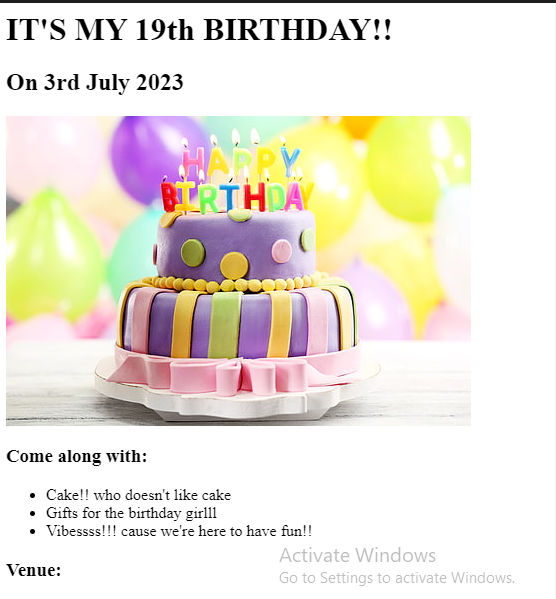 IT'S MY 19th BIRTHDAY!!
On 3rd July 2023
HAPPY
BIRTHDAY
Come along with:
Cake!! who doesn't like cake
Gifts for the birthday girlll
Vibessss!!! cause we're here to have fun!!
Venue:
Activate Windows
Go to Settings to activate Windows.